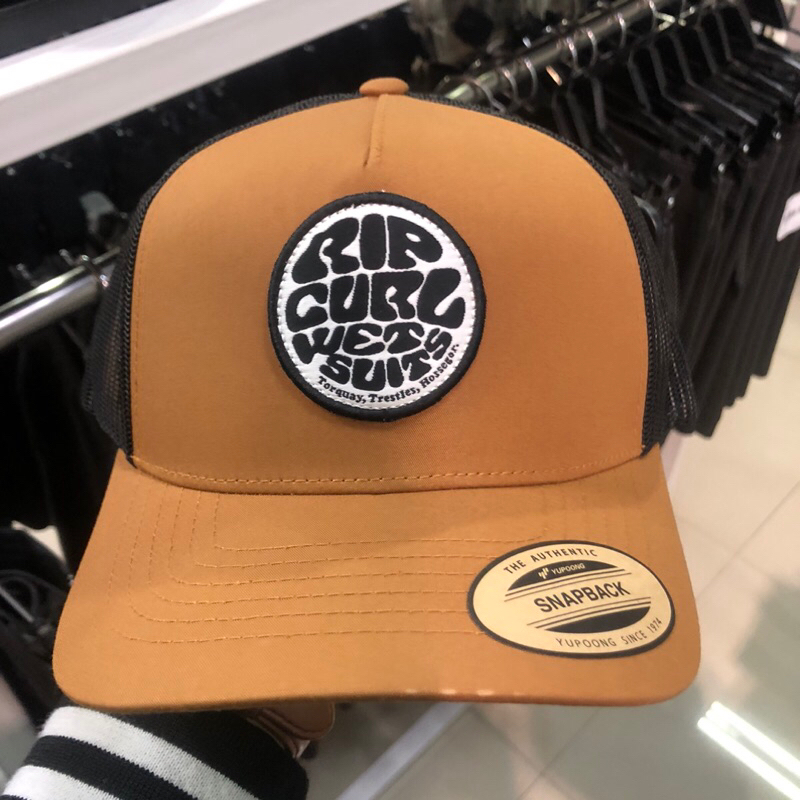 RIP
CURL
WETS
SUITS
Torquay, Trestles, Hossegor.
THE AUTHENTIC
YUPOONG
SNAPBACK
YUPOONG SINCE 1974